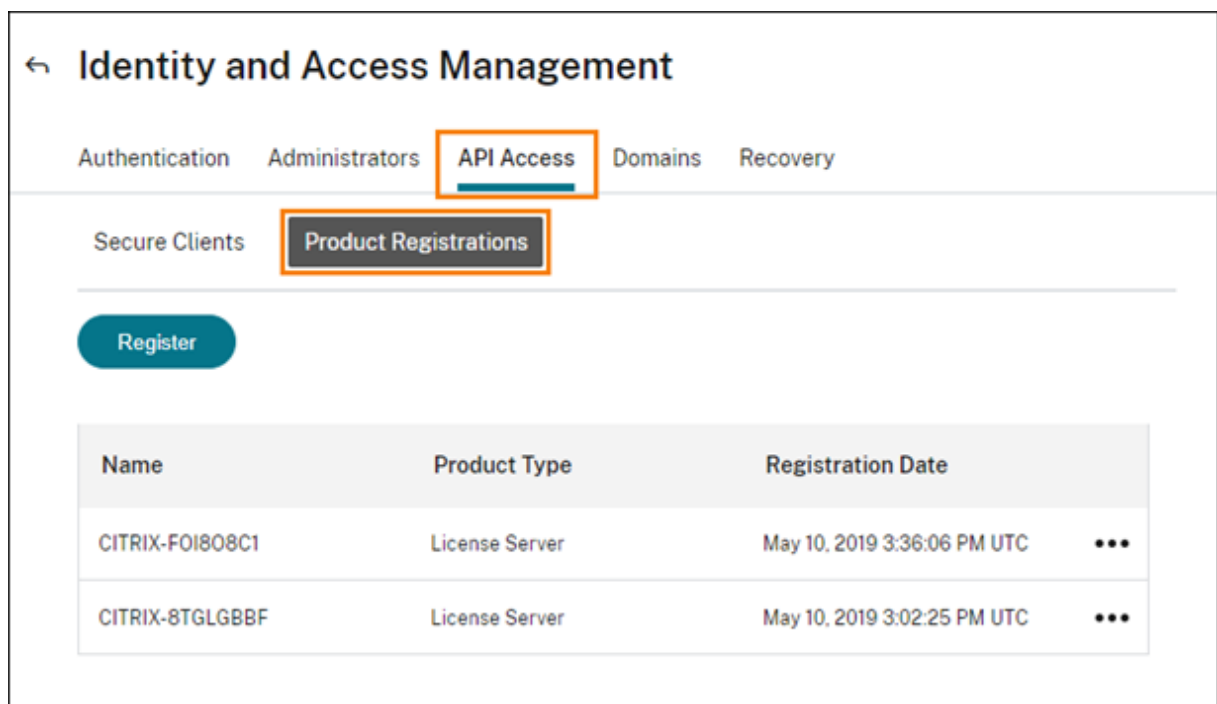 Identity and Access Management
Authentication Administrators API Access Domains Recovery
Secure Clients Product Registrations
Register
Name Product Type Registration Date
CITRIX-FOI8O8C1 License Server May 10, 2019 3:36:06 PM UTC
CITRIX-8TGLGBBF License Server May 10, 2019 3:02:25 PM UTC